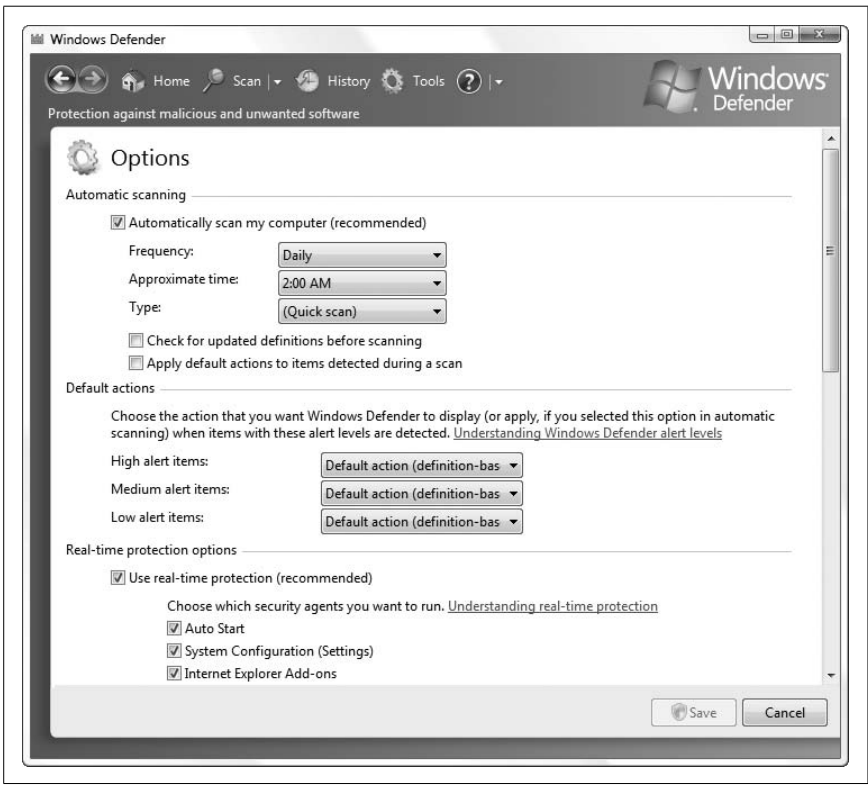 Windows Defender
Home Scan History Tools ?
Windows Defender
Protection against malicious and unwanted software
Options
Automatic scanning
Automatically scan my computer (recommended)
Frequency: Daily
Approximate time: 2:00 AM
Type: (Quick scan)
Check for updated definitions before scanning
Apply default actions to items detected during a scan
Default actions
Choose the action that you want Windows Defender to display (or apply, if you selected this option in automatic
scanning) when items with these alert levels are detected. Understanding Windows Defender alert levels
High alert items: Default action (definition-bas
Medium alert items: Default action (definition-bas
Low alert items: Default action (definition-bas
Real-time protection options
Use real-time protection (recommended)
Choose which security agents you want to run. Understanding real-time protection
Auto Start
System Configuration (Settings)
Internet Explorer Add-ons
Save Cancel